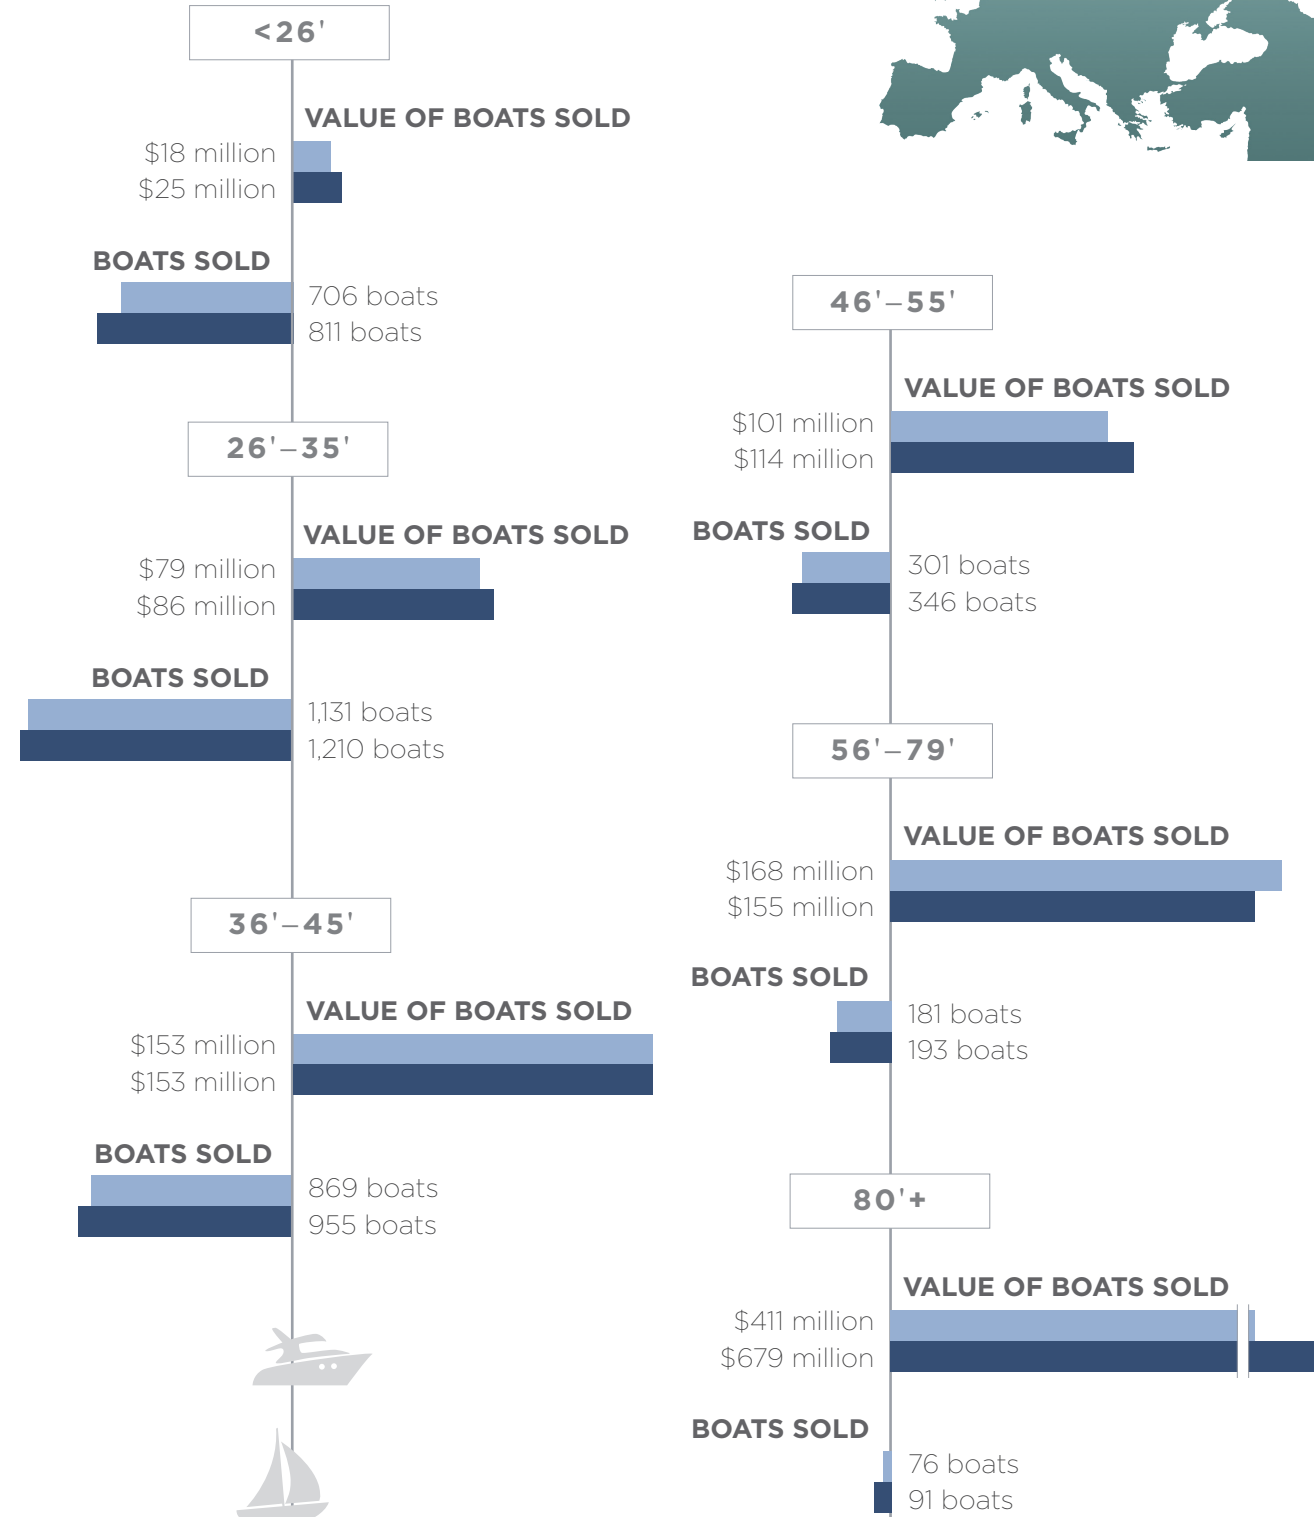 <26'
VALUE OF BOATS SOLD
$18 million
$25 million
BOATS SOLD
706 boats
811 boats
26'–35'
VALUE OF BOATS SOLD
$79 million
$86 million
BOATS SOLD
1,131 boats
1,210 boats
36'–45'
VALUE OF BOATS SOLD
$153 million
$153 million
BOATS SOLD
869 boats
955 boats
46'–55'
VALUE OF BOATS SOLD
$101 million
$114 million
BOATS SOLD
301 boats
346 boats
56'–79'
VALUE OF BOATS SOLD
$168 million
$155 million
BOATS SOLD
181 boats
193 boats
80'+
VALUE OF BOATS SOLD
$411 million
$679 million
BOATS SOLD
76 boats
91 boats